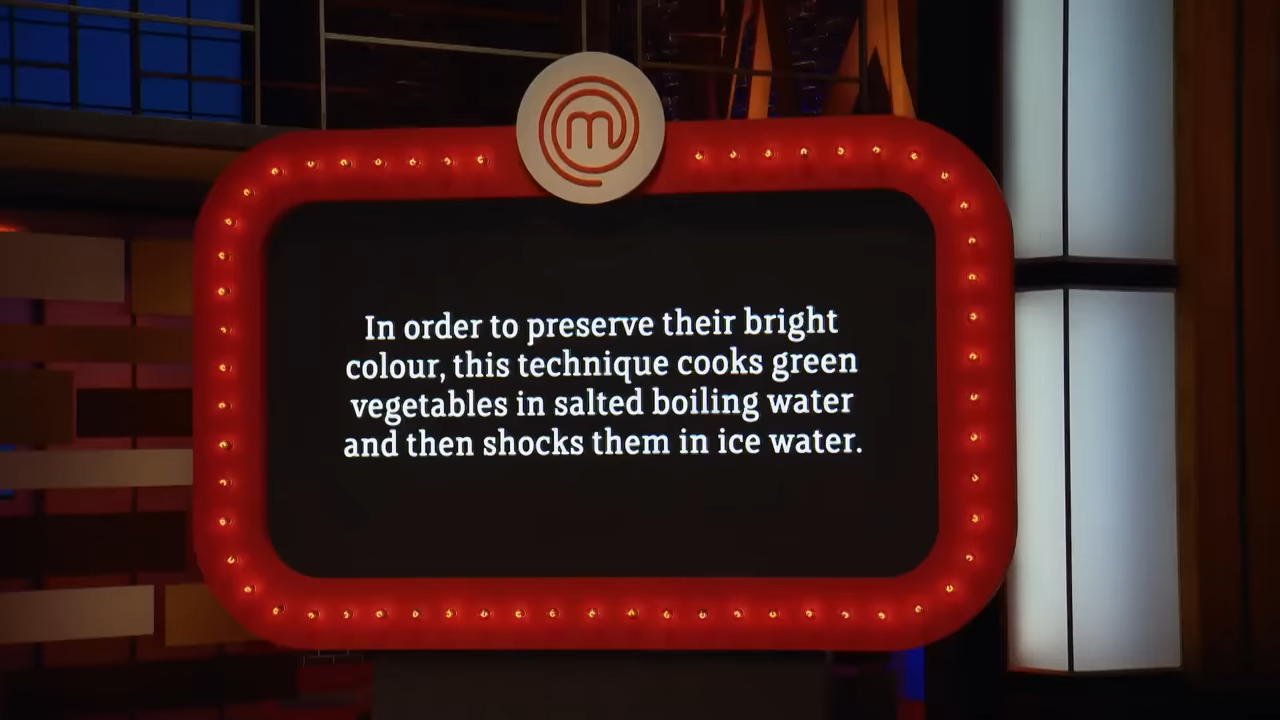 In order to preserve their bright
colour, this technique cooks green
vegetables in salted boiling water
and then shocks them in ice water.